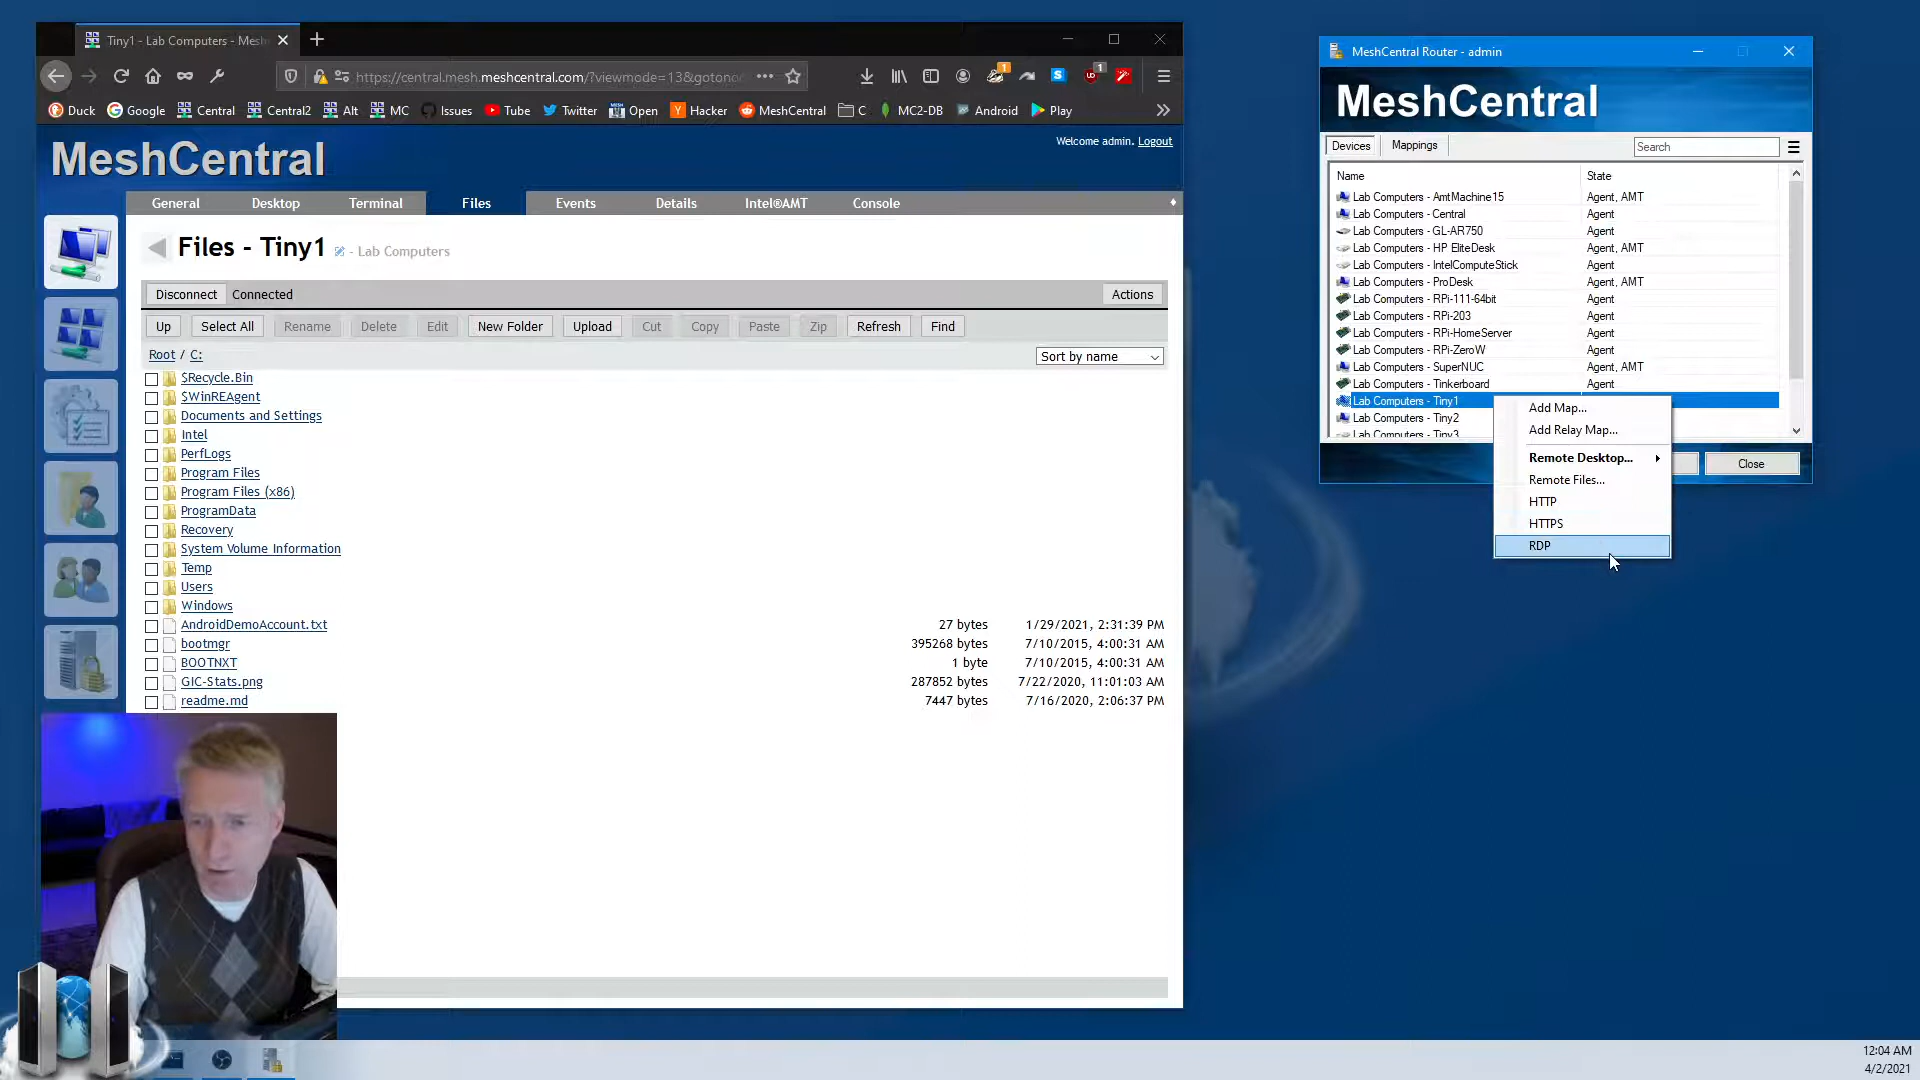 Tiny1 - Lab Computers - Mesh
https://central.mesh.meshcentral.com/?viewmode=13&gotono
1
1
Duck Google Central Central2 Alt MC Issues Tube Twitter Open Hacker MeshCentral C MC2-DB Android Play
Welcome admin. Logout
MeshCentral
General Desktop Terminal Files Events Details Intel®AMT Console
Files - Tiny1 - Lab Computers
Disconnect Connected Actions
Up Select All Rename Delete Edit New Folder Upload Cut Copy Paste Zip Refresh Find
Root / C: Sort by name
$Recycle.Bin
$WinREAgent
Documents and Settings
Intel
PerfLogs
Program Files
Program Files (x86)
ProgramData
Recovery
System Volume Information
Temp
Users
Windows
AndroidDemoAccount.txt 27 bytes 1/29/2021, 2:31:39 PM
bootmgr 395268 bytes 7/10/2015, 4:00:31 AM
BOOTNXT 1 byte 7/10/2015, 4:00:31 AM
GIC-Stats.png 287852 bytes 7/22/2020, 11:01:03 AM
readme.md 7447 bytes 7/16/2020, 2:06:37 PM
MeshCentral Router - admin
MeshCentral
Devices Mappings Search
Name State
Lab Computers - AmtMachine15 Agent, AMT
Lab Computers - Central Agent
Lab Computers - GL-AR750 Agent
Lab Computers - HP EliteDesk Agent, AMT
Lab Computers - IntelComputeStick Agent
Lab Computers - ProDesk Agent, AMT
Lab Computers - RPi-111-64bit Agent
Lab Computers - RPi-203 Agent
Lab Computers - RPi-HomeServer Agent
Lab Computers - RPi-ZeroW Agent
Lab Computers - SuperNUC Agent, AMT
Lab Computers - Tinkerboard Agent
Lab Computers - Tiny1
Lab Computers - Tiny2
Lab Computers - Tiny3
Add Map...
Add Relay Map...
Remote Desktop...
Remote Files...
HTTP
HTTPS
RDP
Close
12:04 AM
4/2/2021